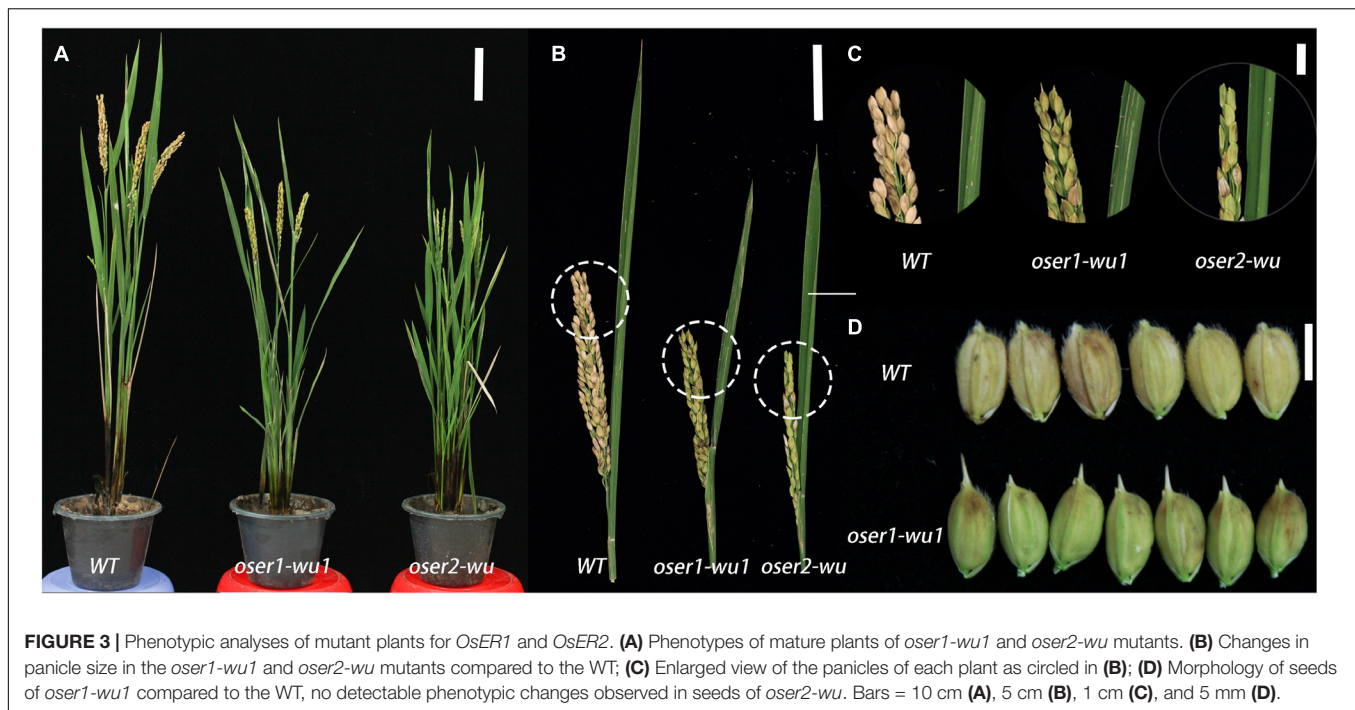 A
B
C
WT
oser1-wu1
oser2-wu
D
WT
oser1-wu1
WT
oser1-wu1
oser2-wu
WT
oser1-wu1
oser2-wu
FIGURE 3 | Phenotypic analyses of mutant plants for OsER1 and OsER2. (A) Phenotypes of mature plants of oser1-wu1 and oser2-wu mutants. (B) Changes in
panicle size in the oser1-wu1 and oser2-wu mutants compared to the WT; (C) Enlarged view of the panicles of each plant as circled in (B); (D) Morphology of seeds
of oser1-wu1 compared to the WT, no detectable phenotypic changes observed in seeds of oser2-wu. Bars = 10 cm (A), 5 cm (B), 1 cm (C), and 5 mm (D).